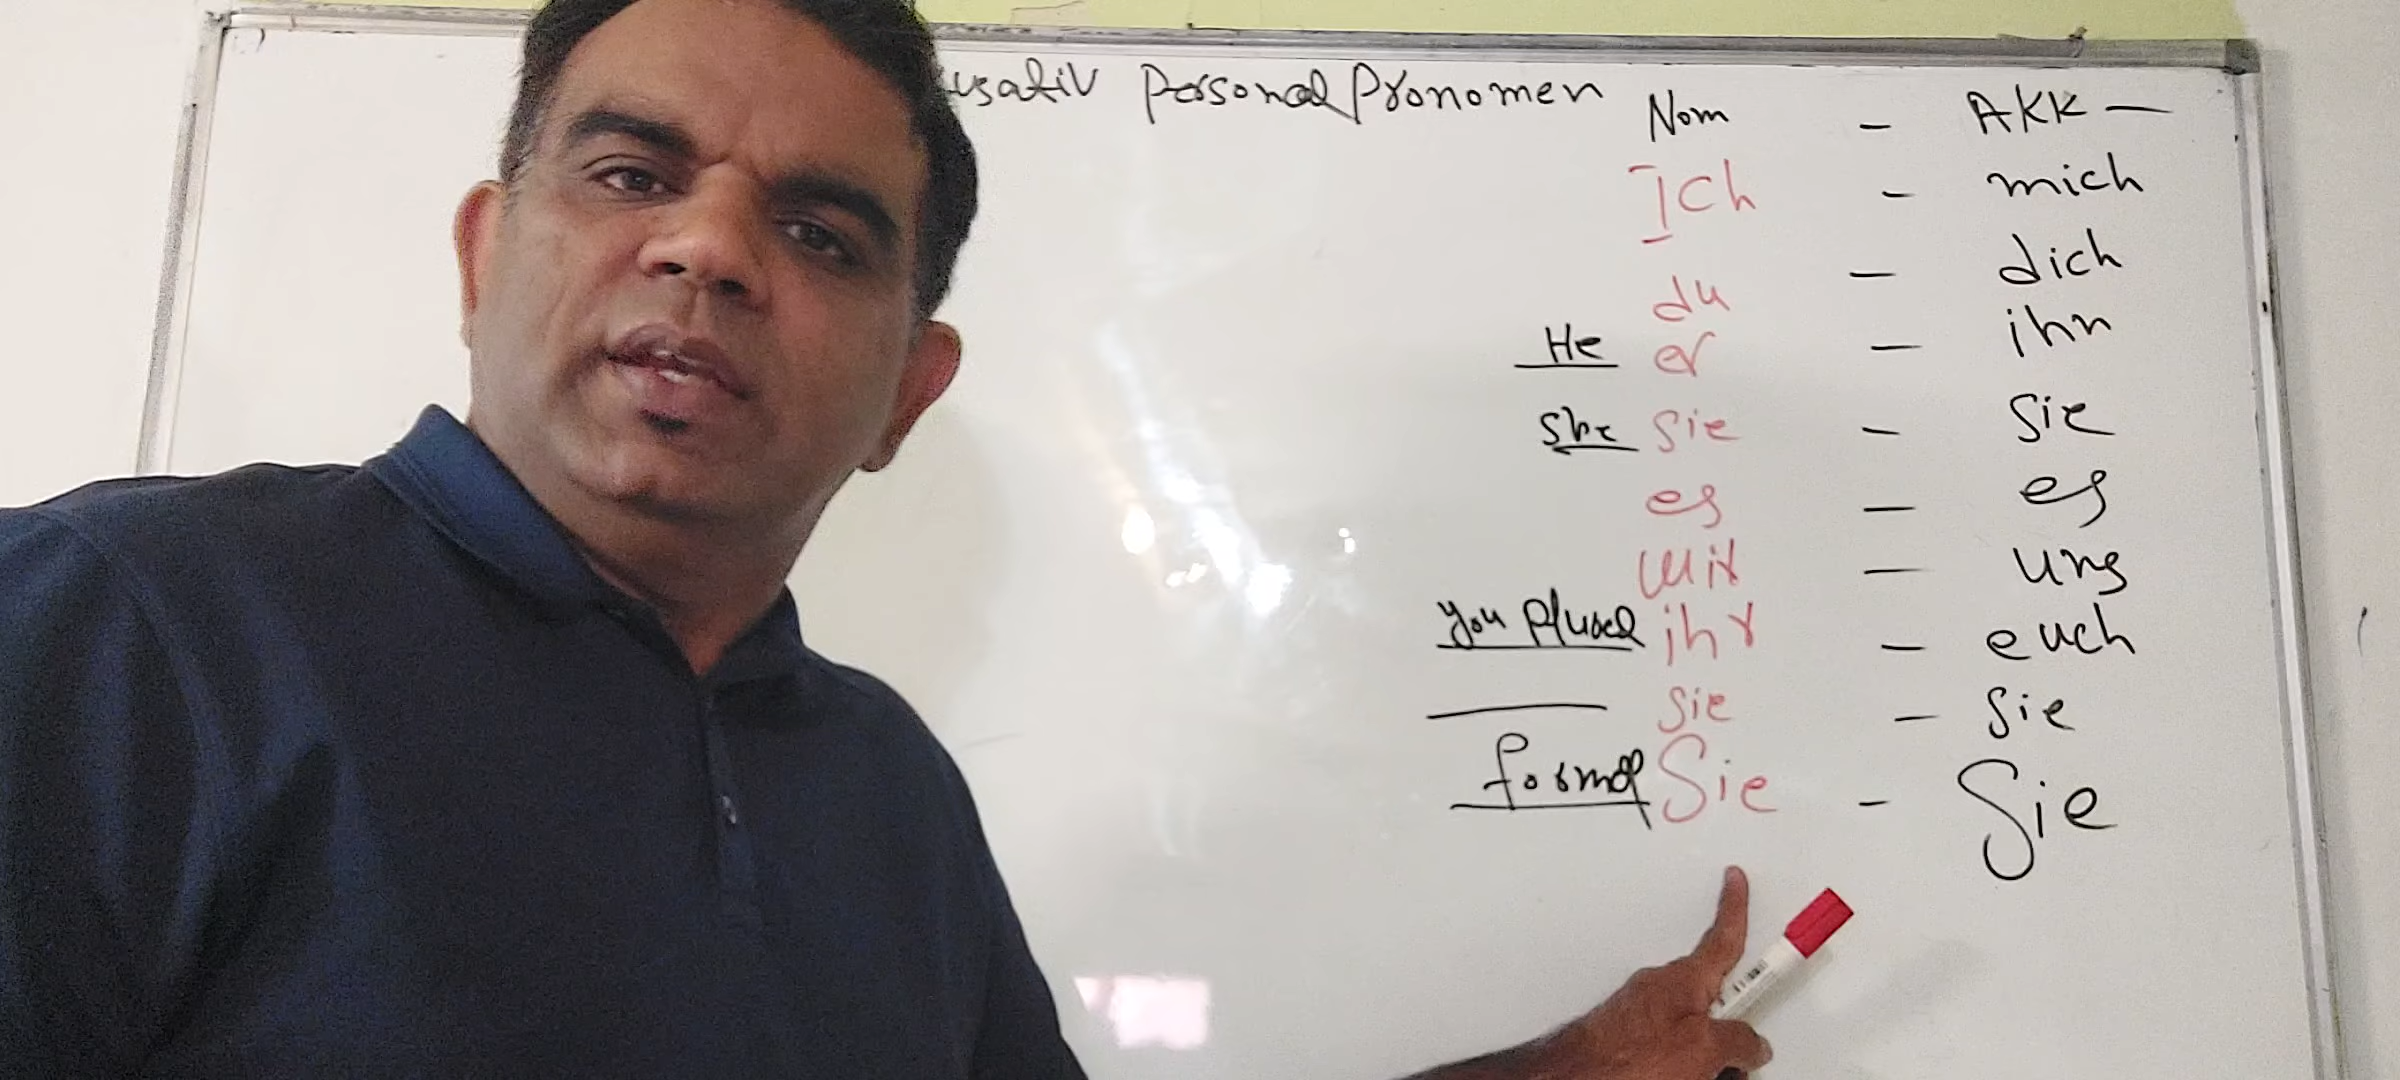 usativ Personal Pronomen Nom - AKK -
Ich - mich
du - dich
He er - ihn
She sie - sie
es - es
wir - uns
you plural ihr - euch
sie - sie
formal Sie - Sie